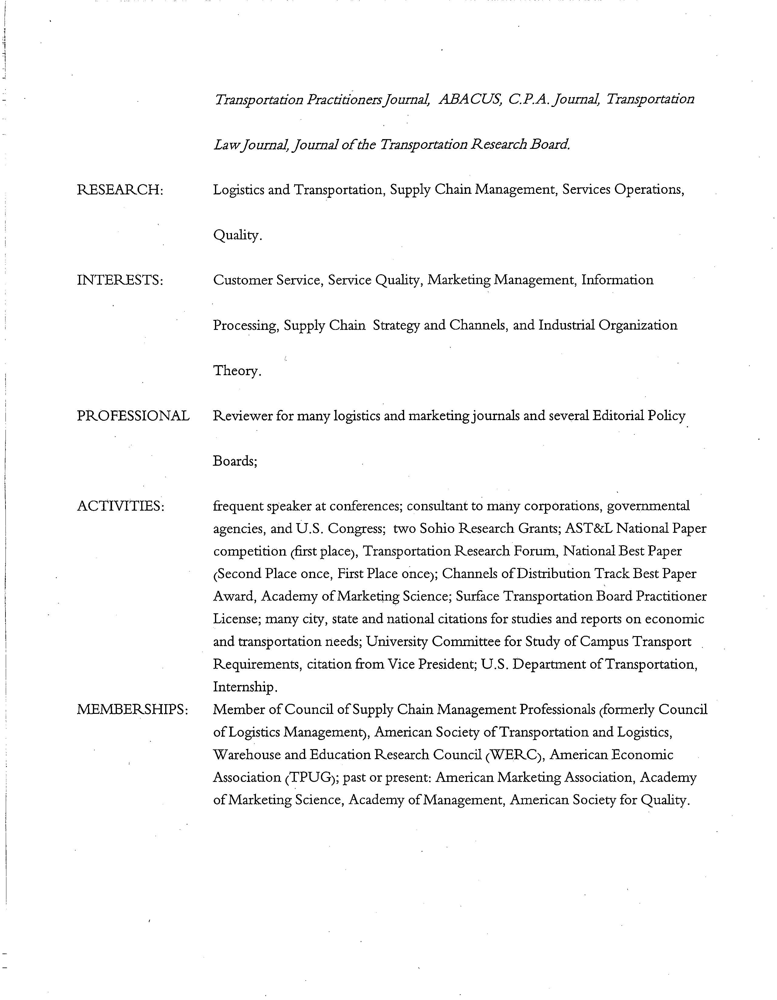 Transportation Practitioners Journal, ABACUS, C.P.A. Journal, Transportation
Law Journal, Journal of the Transportation Research Board.
RESEARCH: Logistics and Transportation, Supply Chain Management, Services Operations,
Quality.
INTERESTS: Customer Service, Service Quality, Marketing Management, Information
Processing, Supply Chain Strategy and Channels, and Industrial Organization
Theory.
PROFESSIONAL Reviewer for many logistics and marketing journals and several Editorial Policy
Boards;
ACTIVITIES: frequent speaker at conferences; consultant to many corporations, governmental
agencies, and U.S. Congress; two Sohio Research Grants; AST&L National Paper
competition (first place), Transportation Research Forum, National Best Paper
(Second Place once, First Place once); Channels of Distribution Track Best Paper
Award, Academy of Marketing Science; Surface Transportation Board Practitioner
License; many city, state and national citations for studies and reports on economic
and transportation needs; University Committee for Study of Campus Transport
Requirements, citation from Vice President; U.S. Department of Transportation,
Internship.
MEMBERSHIPS: Member of Council of Supply Chain Management Professionals (formerly Council
of Logistics Management), American Society of Transportation and Logistics,
Warehouse and Education Research Council (WERC), American Economic
Association (TPUG); past or present: American Marketing Association, Academy
of Marketing Science, Academy of Management, American Society for Quality.